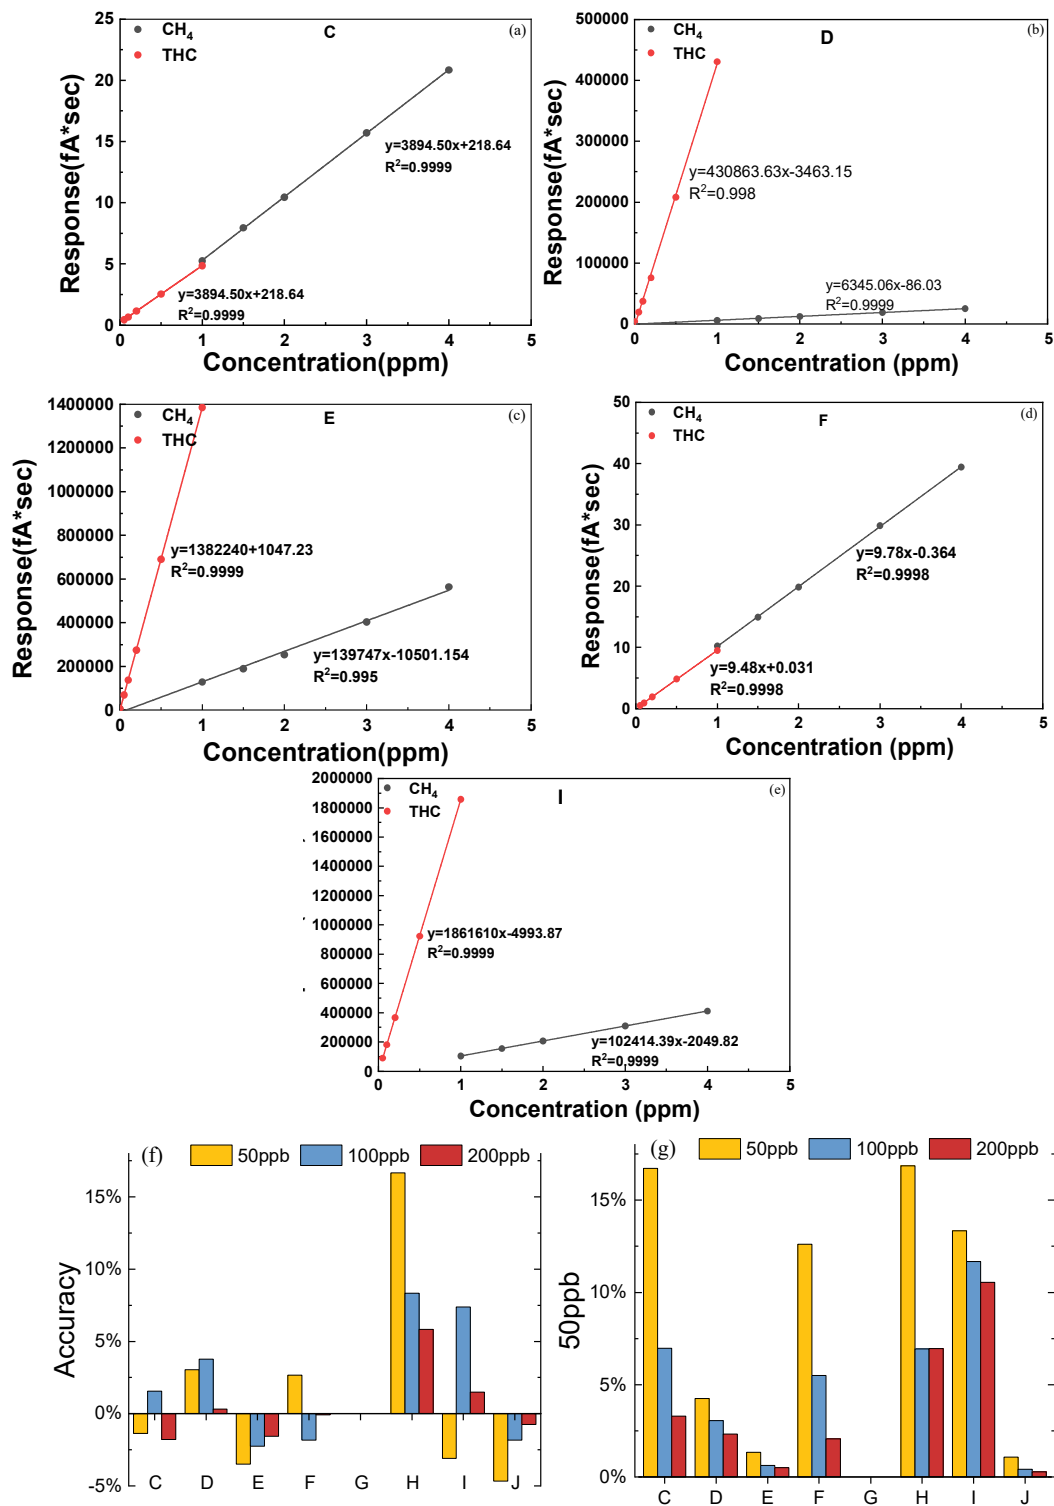 CH4
THC
C
(a)
25
20
15
10
5
0
Response(fA*sec)
y=3894.50x+218.64
R2=0.9999
y=3894.50x+218.64
R2=0.9999
0 1 2 3 4 5
Concentration(ppm)
CH4
THC
D
(b)
500000
400000
300000
200000
100000
0
Response(fA*sec)
y=430863.63x-3463.15
R2=0.998
y=6345.06x-86.03
R2=0.9999
0 1 2 3 4 5
Concentration (ppm)
CH4
THC
E
(c)
1400000
1200000
1000000
800000
600000
400000
200000
0
Response(fA*sec)
y=1382240+1047.23
R2=0.9999
y=139747x-10501.154
R2=0.995
0 1 2 3 4 5
Concentration(ppm)
CH4
THC
F
(d)
50
40
30
20
10
0
Response(fA*sec)
y=9.78x-0.364
R2=0.9998
y=9.48x+0.031
R2=0.9998
0 1 2 3 4 5
Concentration (ppm)
CH4
THC
I
(e)
2000000
1800000
1600000
1400000
1200000
1000000
800000
600000
400000
200000
0
y=1861610x-4993.87
R2=0.9999
y=102414.39x-2049.82
R2=0.9999
0 1 2 3 4 5
Concentration (ppm)
(f) 50ppb 100ppb 200ppb
15%
10%
5%
0%
-5%
Accuracy
C D E F G H I J
(g) 50ppb 100ppb 200ppb
15%
10%
5%
0%
50ppb
C D E F G H I J